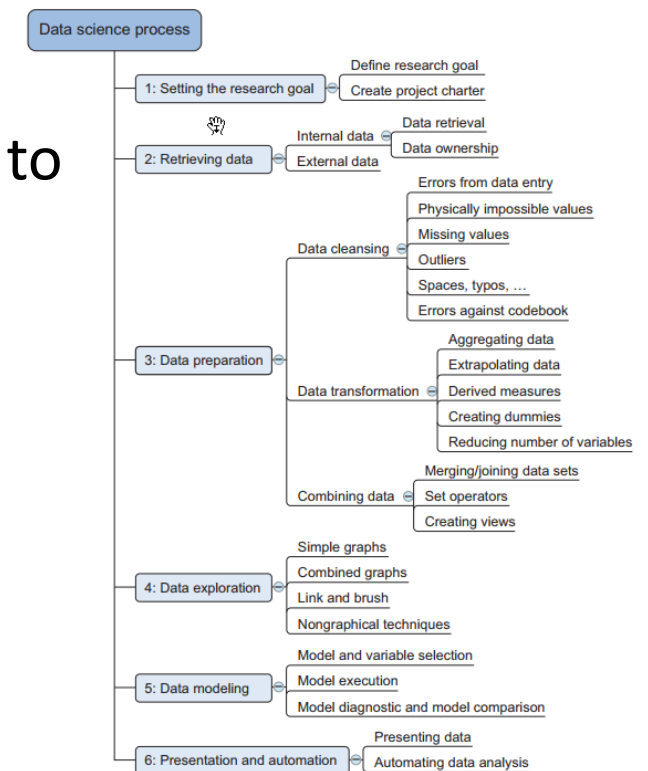 Data science process
1: Setting the research goal
Define research goal
Create project charter
to
2: Retrieving data
Internal data
Data retrieval
Data ownership
External data
3: Data preparation
Data cleansing
Errors from data entry
Physically impossible values
Missing values
Outliers
Spaces, typos, …
Errors against codebook
Data transformation
Aggregating data
Extrapolating data
Derived measures
Creating dummies
Reducing number of variables
Combining data
Merging/joining data sets
Set operators
Creating views
4: Data exploration
Simple graphs
Combined graphs
Link and brush
Nongraphical techniques
5: Data modeling
Model and variable selection
Model execution
Model diagnostic and model comparison
6: Presentation and automation
Presenting data
Automating data analysis